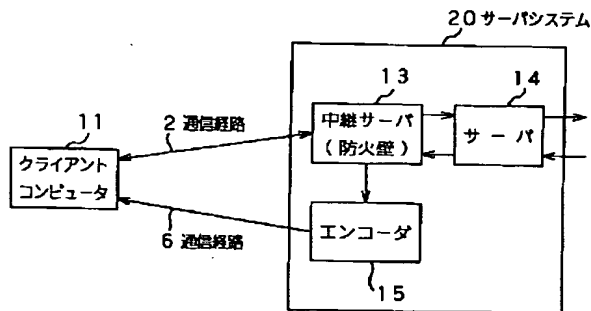 20 サーバシステム
13
14
中継サーバ
(防火壁)
サーバ
11
2 通信経路
クライアント
コンピュータ
6 通信経路
エンコーダ
15